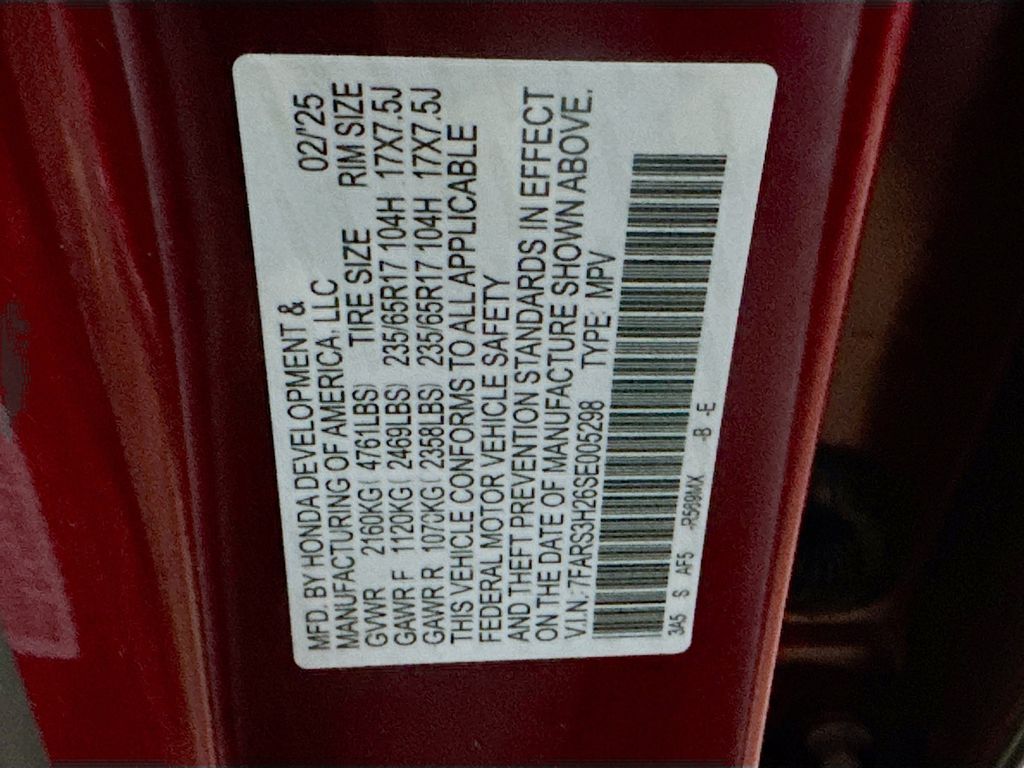 MFD. BY HONDA DEVELOPMENT & 02/'25
MANUFACTURING OF AMERICA, LLC TIRE SIZE RIM SIZE
GVWR 2160KG( 4761LBS) 235/65R17 104H 17X7.5J
GAWR F 1120KG( 2469LBS) 235/65R17 104H 17X7.5J
GAWR R 1070KG( 2358LBS)
THIS VEHICLE CONFORMS TO ALL APPLICABLE
FEDERAL MOTOR VEHICLE SAFETY
AND THEFT PREVENTION STANDARDS IN EFFECT
ON THE DATE OF MANUFACTURE SHOWN ABOVE.
V.I.N.: 7FARS3H26SE005298 TYPE: MPV
3A5 S AF5 -B -E